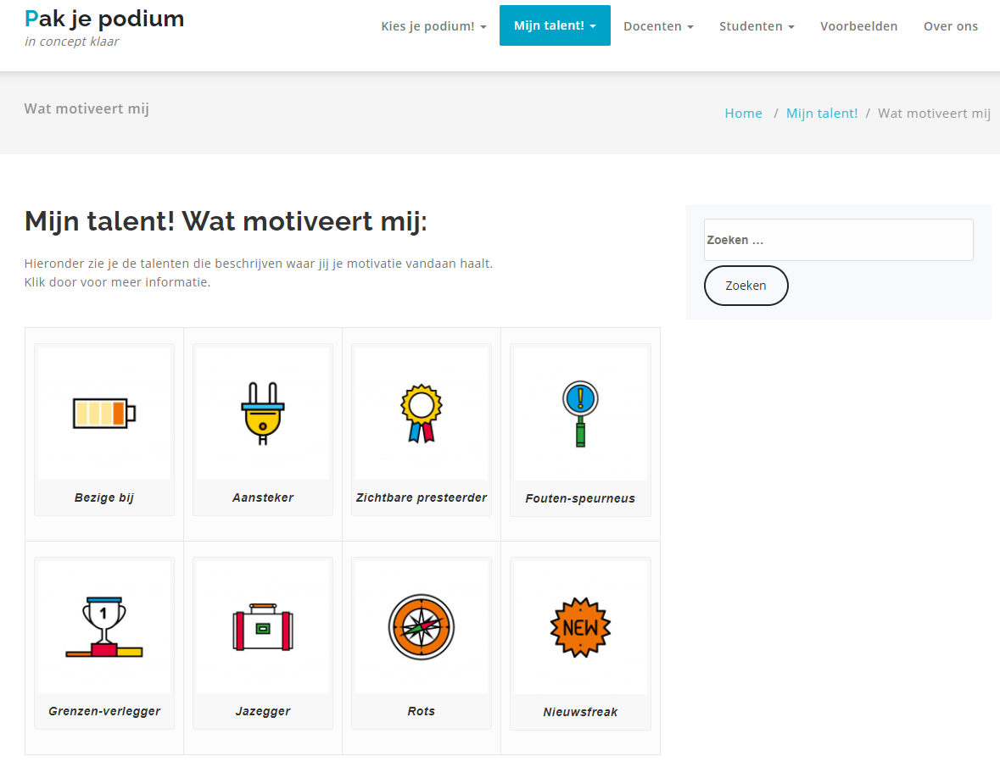 Pak je podium
in concept klaar
Kies je podium! Mijn talent! Docenten Studenten Voorbeelden Over ons
Wat motiveert mij
Home / Mijn talent! / Wat motiveert mij
Mijn talent! Wat motiveert mij:
Hieronder zie je de talenten die beschrijven waar jij je motivatie vandaan haalt.
Klik door voor meer informatie.
Zoeken …
Zoeken
Bezige bij
Aansteker
Zichtbare presteerder
Fouten-speurneus
1
NEW
Grenzen-verlegger
Jazegger
Rots
Nieuwsfreak